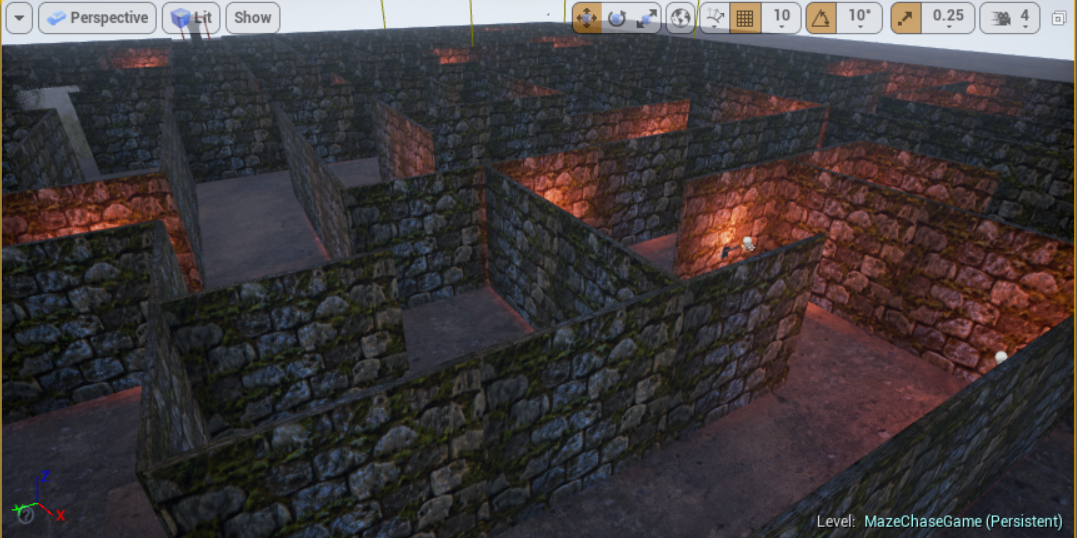 Perspective Lit Show 10 10° 0.25 4
Z
Y X
Level: MazeChaseGame (Persistent)